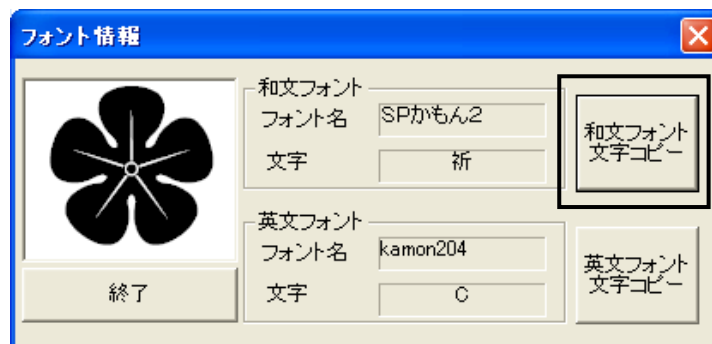 フォント情報
和文フォント
フォント名 SPかもん2
文字 祈
和文フォント
文字コピー
英文フォント
フォント名 kamon204
文字 C
英文フォント
文字コピー
終了